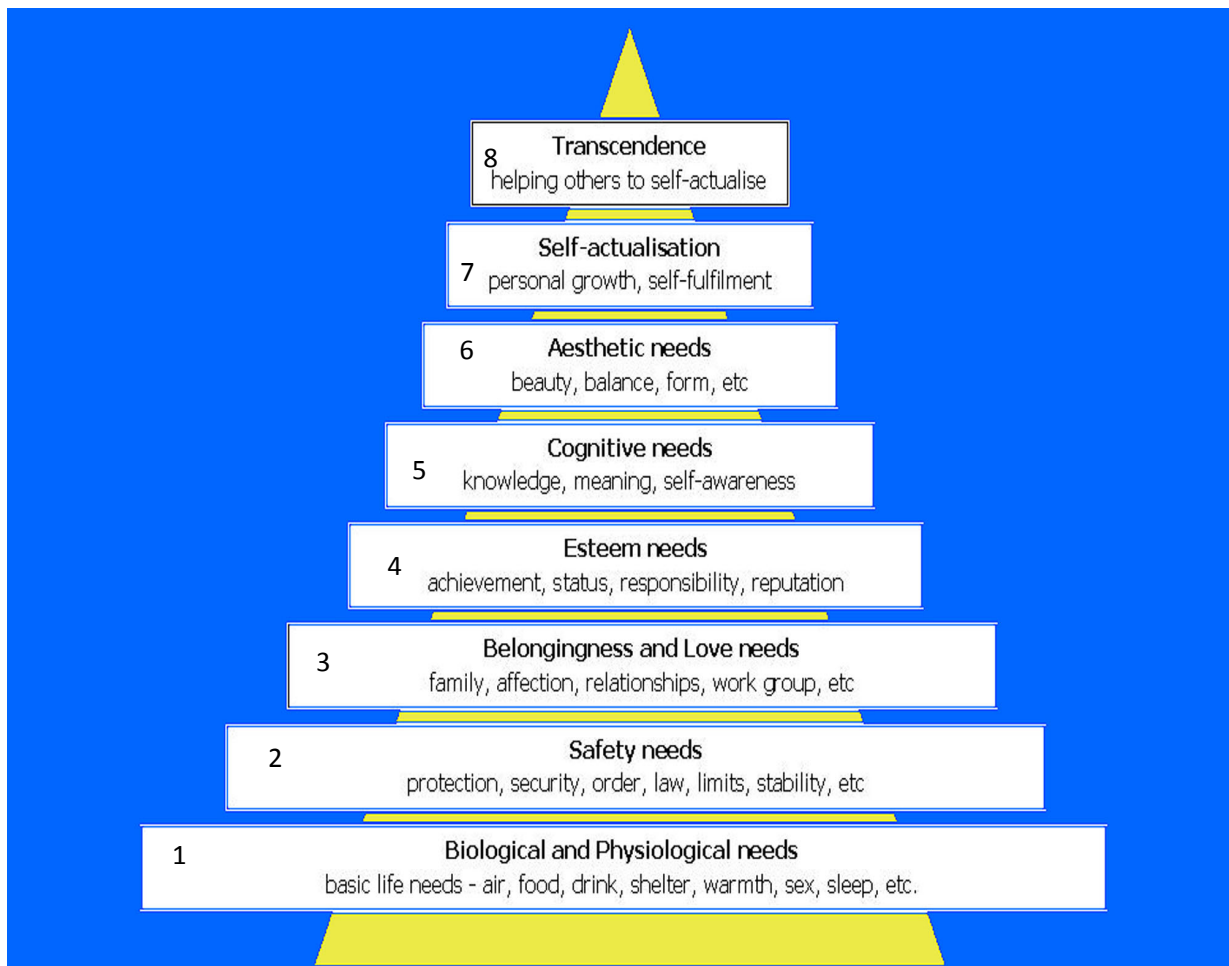 Transcendence
8
helping others to self-actualise
Self-actualisation
7
personal growth, self-fulfilment
6
Aesthetic needs
beauty, balance, form, etc
Cognitive needs
5
knowledge, meaning, self-awareness
Esteem needs
4
achievement, status, responsibility, reputation
Belongingness and Love needs
3
family, affection, relationships, work group, etc
Safety needs
2
protection, security, order, law, limits, stability, etc
Biological and Physiological needs
1
basic life needs - air, food, drink, shelter, warmth, sex, sleep, etc.